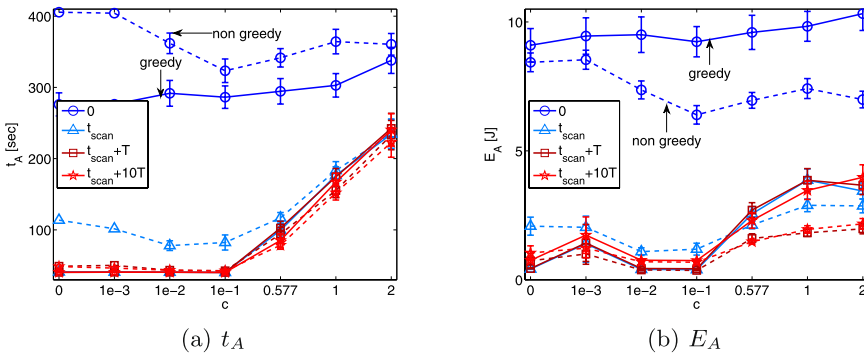 400
300
200
100
t_A [sec]
non greedy
greedy
0
t_scan
t_scan+T
t_scan+10T
0 1e−3 1e−2 1e−1 0.577 1 2
c
(a) t_A
10
5
0
E_A [J]
greedy
non greedy
0
t_scan
t_scan+T
t_scan+10T
0 1e−3 1e−2 1e−1 0.577 1 2
c
(b) E_A